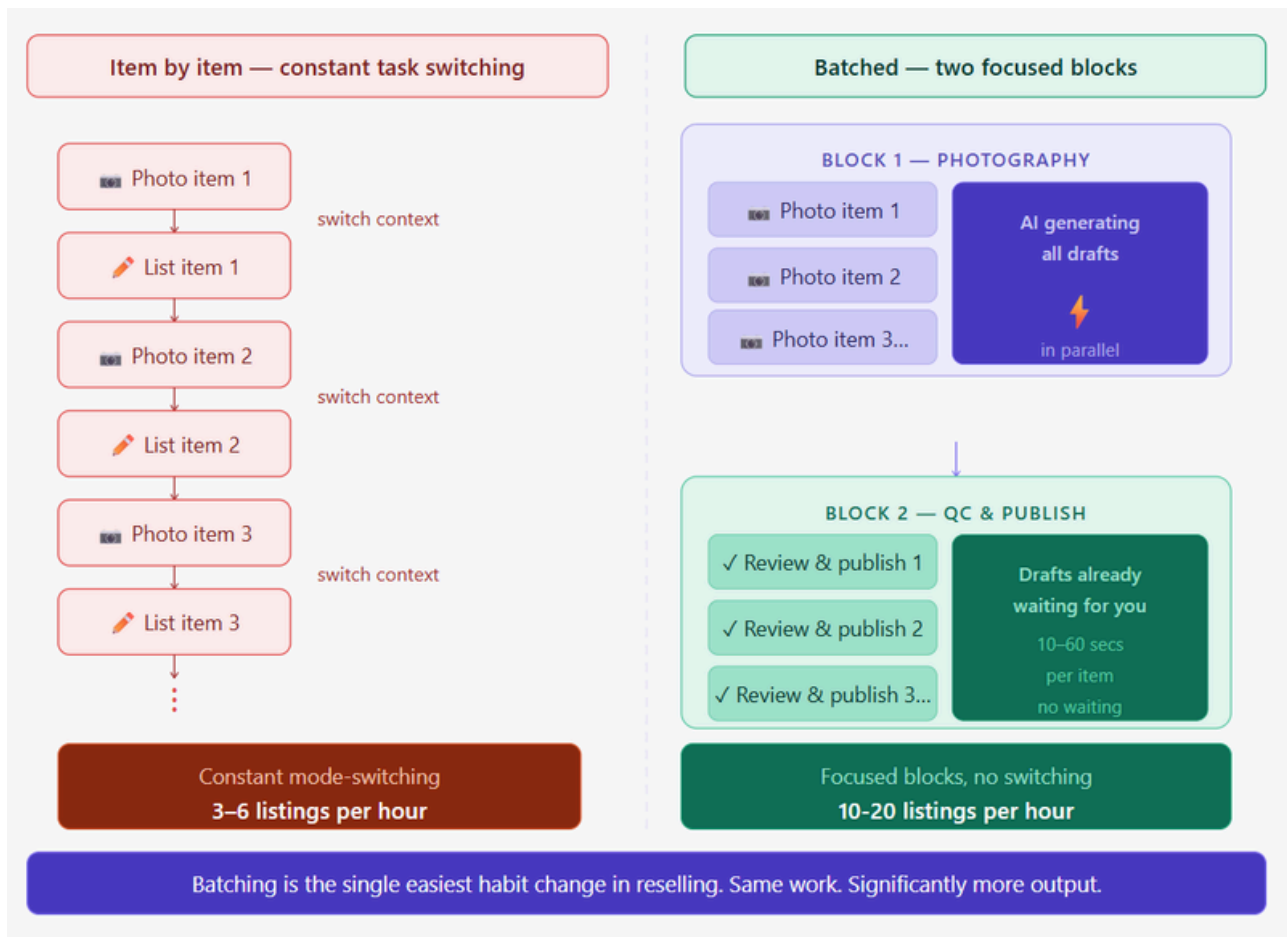 Item by item — constant task switching
Photo item 1
switch context
List item 1
Photo item 2
switch context
List item 2
Photo item 3
switch context
List item 3
Constant mode-switching
3–6 listings per hour
Batched — two focused blocks
BLOCK 1 — PHOTOGRAPHY
Photo item 1
Photo item 2
Photo item 3...
AI generating
all drafts
in parallel
BLOCK 2 — QC & PUBLISH
✓ Review & publish 1
✓ Review & publish 2
✓ Review & publish 3...
Drafts already
waiting for you
10–60 secs
per item
no waiting
Focused blocks, no switching
10-20 listings per hour
Batching is the single easiest habit change in reselling. Same work. Significantly more output.